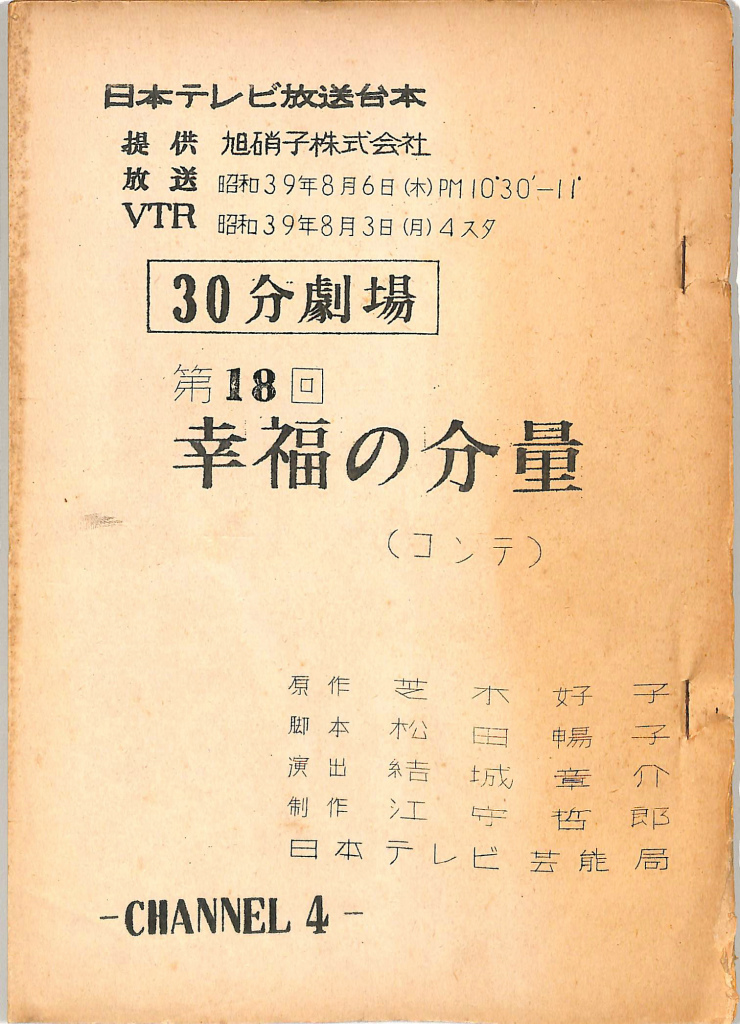 日本テレビ放送台本
提供 旭硝子株式会社
放送 昭和39年8月6日(木)PM10°30′—11°
VTR 昭和39年8月3日(月)4スタ
30分劇場
第18回
幸福の分量
(コンテ)
原作 芝木好子
脚本 松田暢子
演出 結城章介
制作 江守哲郎
日本テレビ芸能局
-CHANNEL 4-